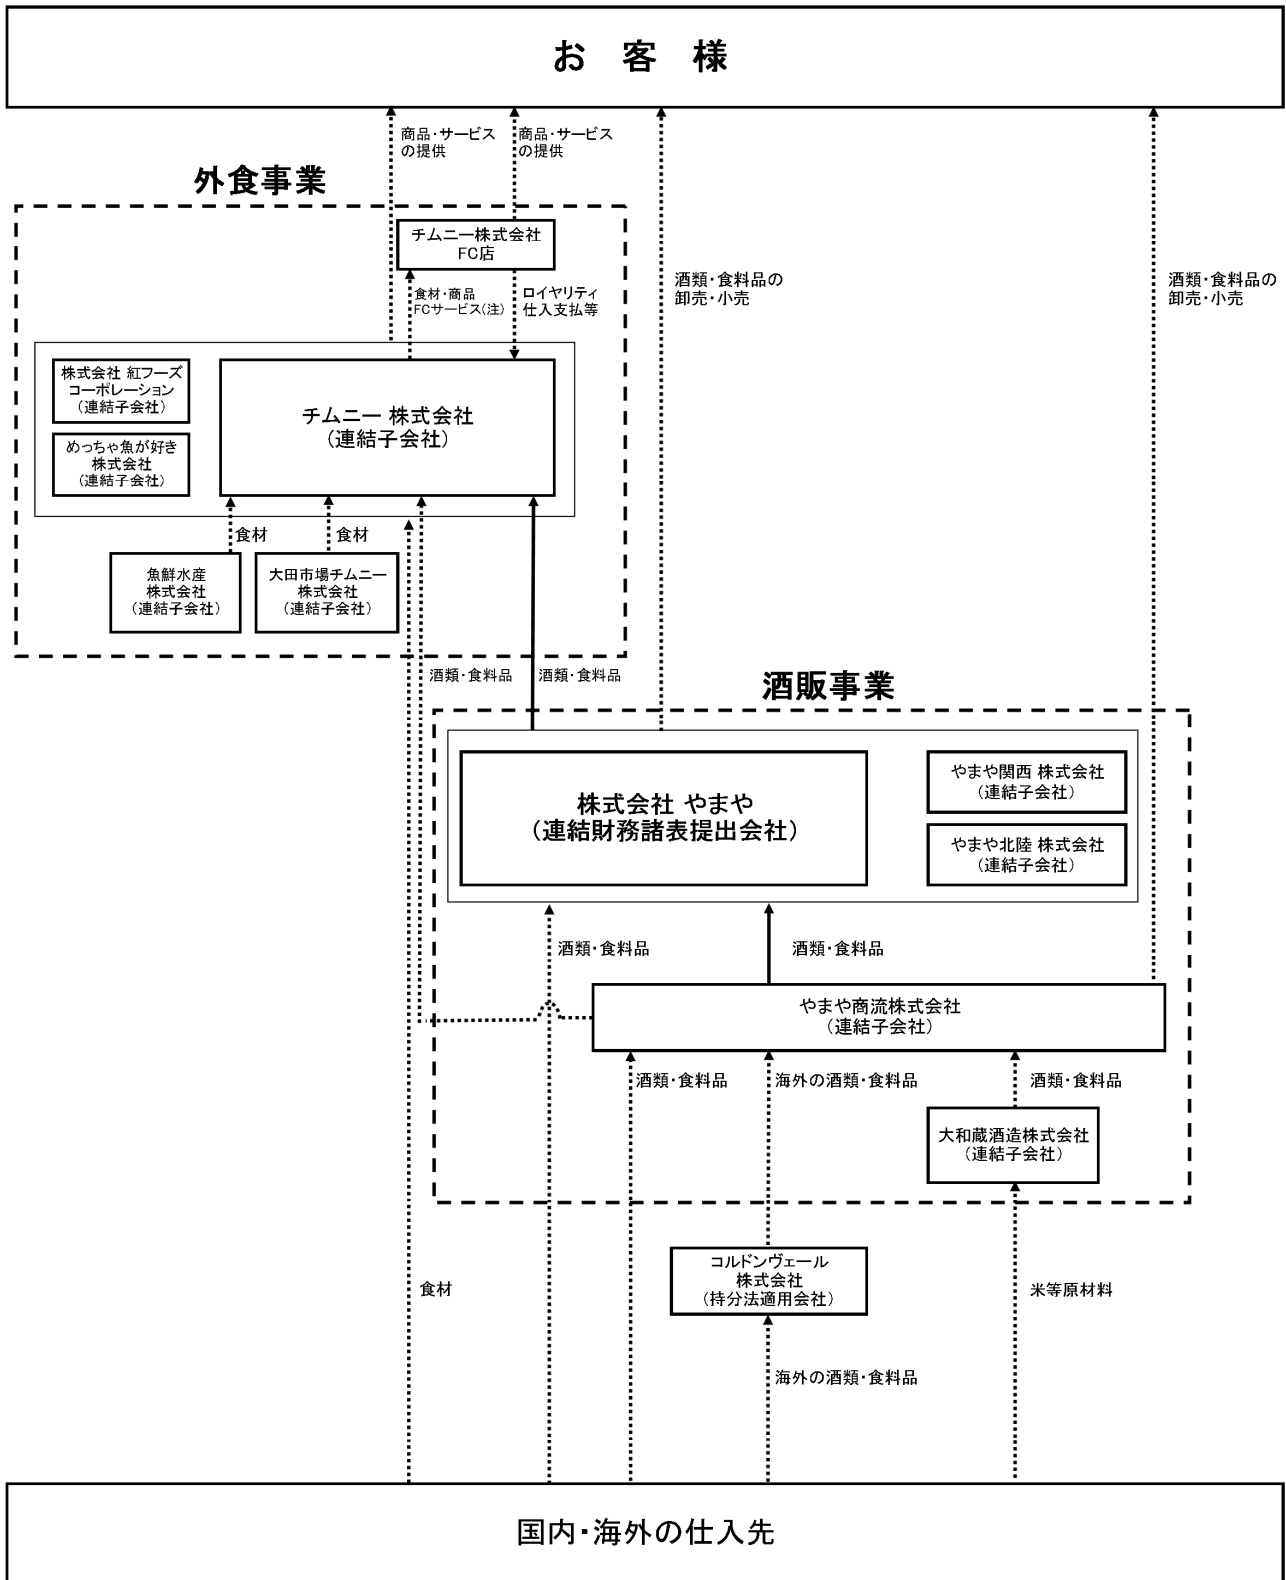 お 客 様
商品・サービス
の提供
商品・サービス
の提供
外食事業
チムニー株式会社
FC店
食材・商品
FCサービス(注)
ロイヤリティ
仕入支払等
酒類・食料品の
卸売・小売
酒類・食料品の
卸売・小売
株式会社 紅フーズ
コーポレーション
(連結子会社)
めっちゃ魚が好き
株式会社
(連結子会社)
チムニー 株式会社
(連結子会社)
食材
食材
魚鮮水産
株式会社
(連結子会社)
大田市場チムニー
株式会社
(連結子会社)
酒類・食料品
酒類・食料品
酒販事業
株式会社 やまや
(連結財務諸表提出会社)
やまや関西 株式会社
(連結子会社)
やまや北陸 株式会社
(連結子会社)
酒類・食料品
酒類・食料品
やまや商流株式会社
(連結子会社)
酒類・食料品
海外の酒類・食料品
酒類・食料品
大和蔵酒造株式会社
(連結子会社)
コルドンヴェール
株式会社
(持分法適用会社)
食材
米等原材料
海外の酒類・食料品
国内・海外の仕入先